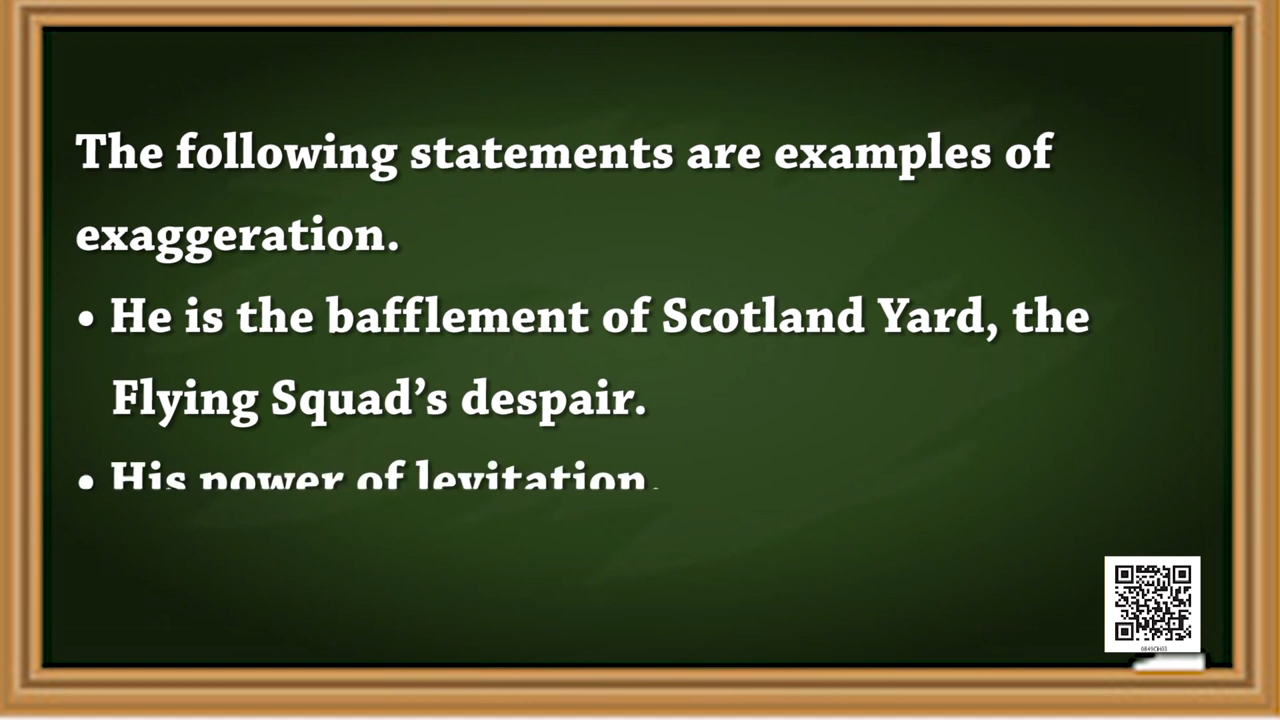 The following statements are examples of
exaggeration.
• He is the bafflement of Scotland Yard, the
Flying Squad’s despair.
• His power of levitation.